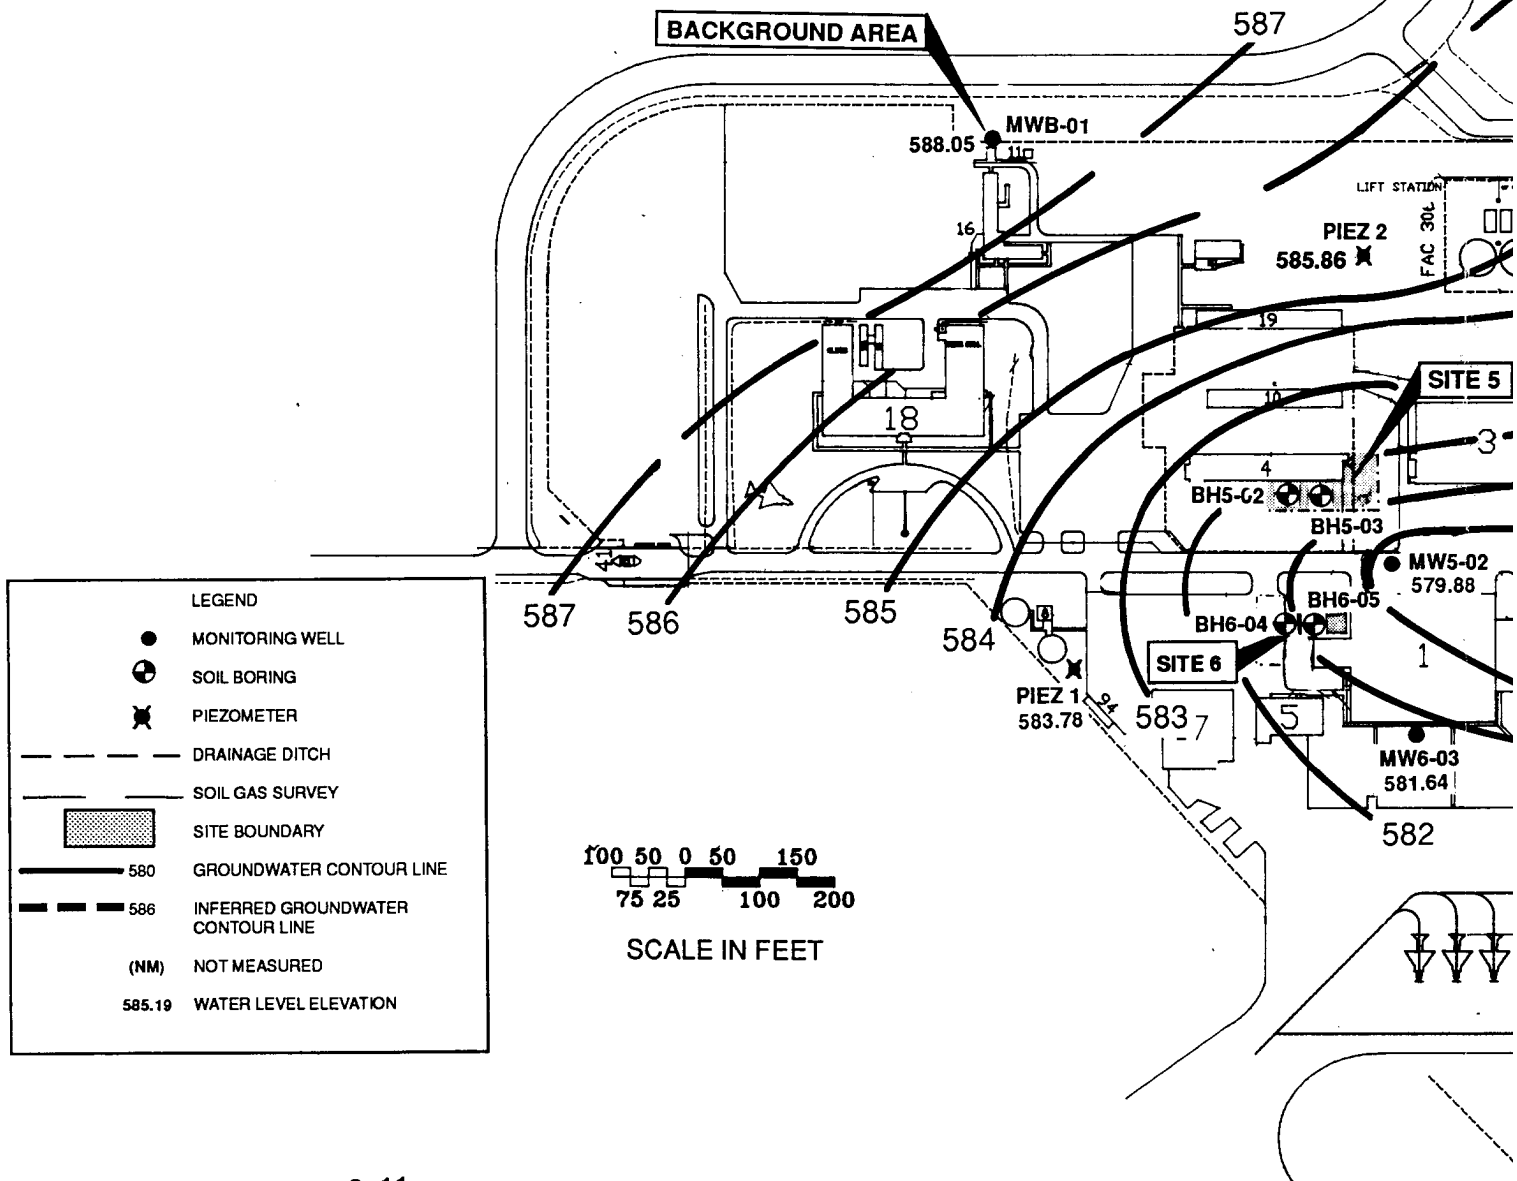 587
BACKGROUND AREA
MWB-01
588.05
11
LIFT STATION
16
FAC 306
PIEZ 2
585.86
19
SITE 5
10
18
3
4
BH5-02
BH5-03
41
MW5-02
579.88
587
586
585
584
BH6-05
BH6-04
SITE 6
1
PIEZ 1
583.78
94
583
7
5
MW6-03
581.64
582
LEGEND
MONITORING WELL
SOIL BORING
PIEZOMETER
DRAINAGE DITCH
SOIL GAS SURVEY
SITE BOUNDARY
580 GROUNDWATER CONTOUR LINE
586 INFERRED GROUNDWATER
CONTOUR LINE
(NM) NOT MEASURED
585.19 WATER LEVEL ELEVATION
100 50 0 50 150
75 25 100 200
SCALE IN FEET